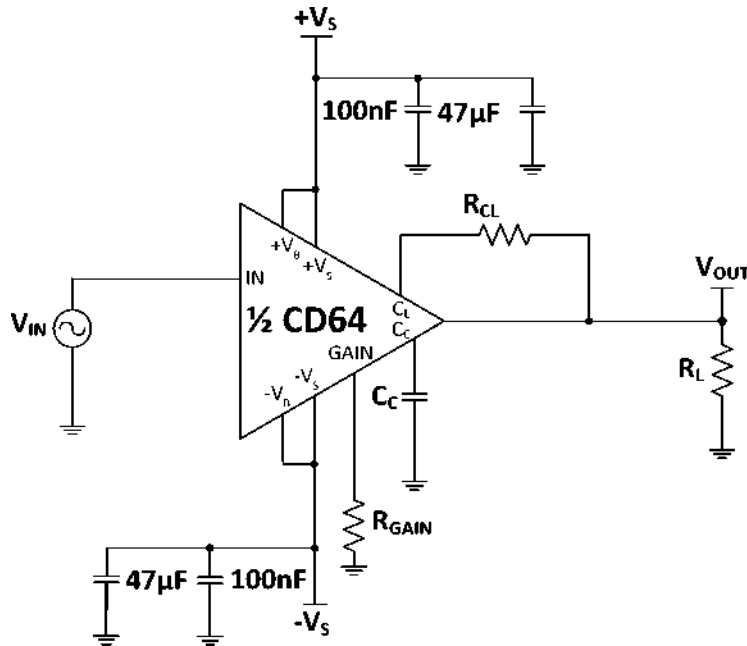 +VS
100nF 47µF
RCL
+Vθ
+Vs
VOUT
IN
VIN
½ CD64
CL
CC
GAIN
-Vs
-Vn
CC
RL
RGAIN
47µF 100nF
-VS